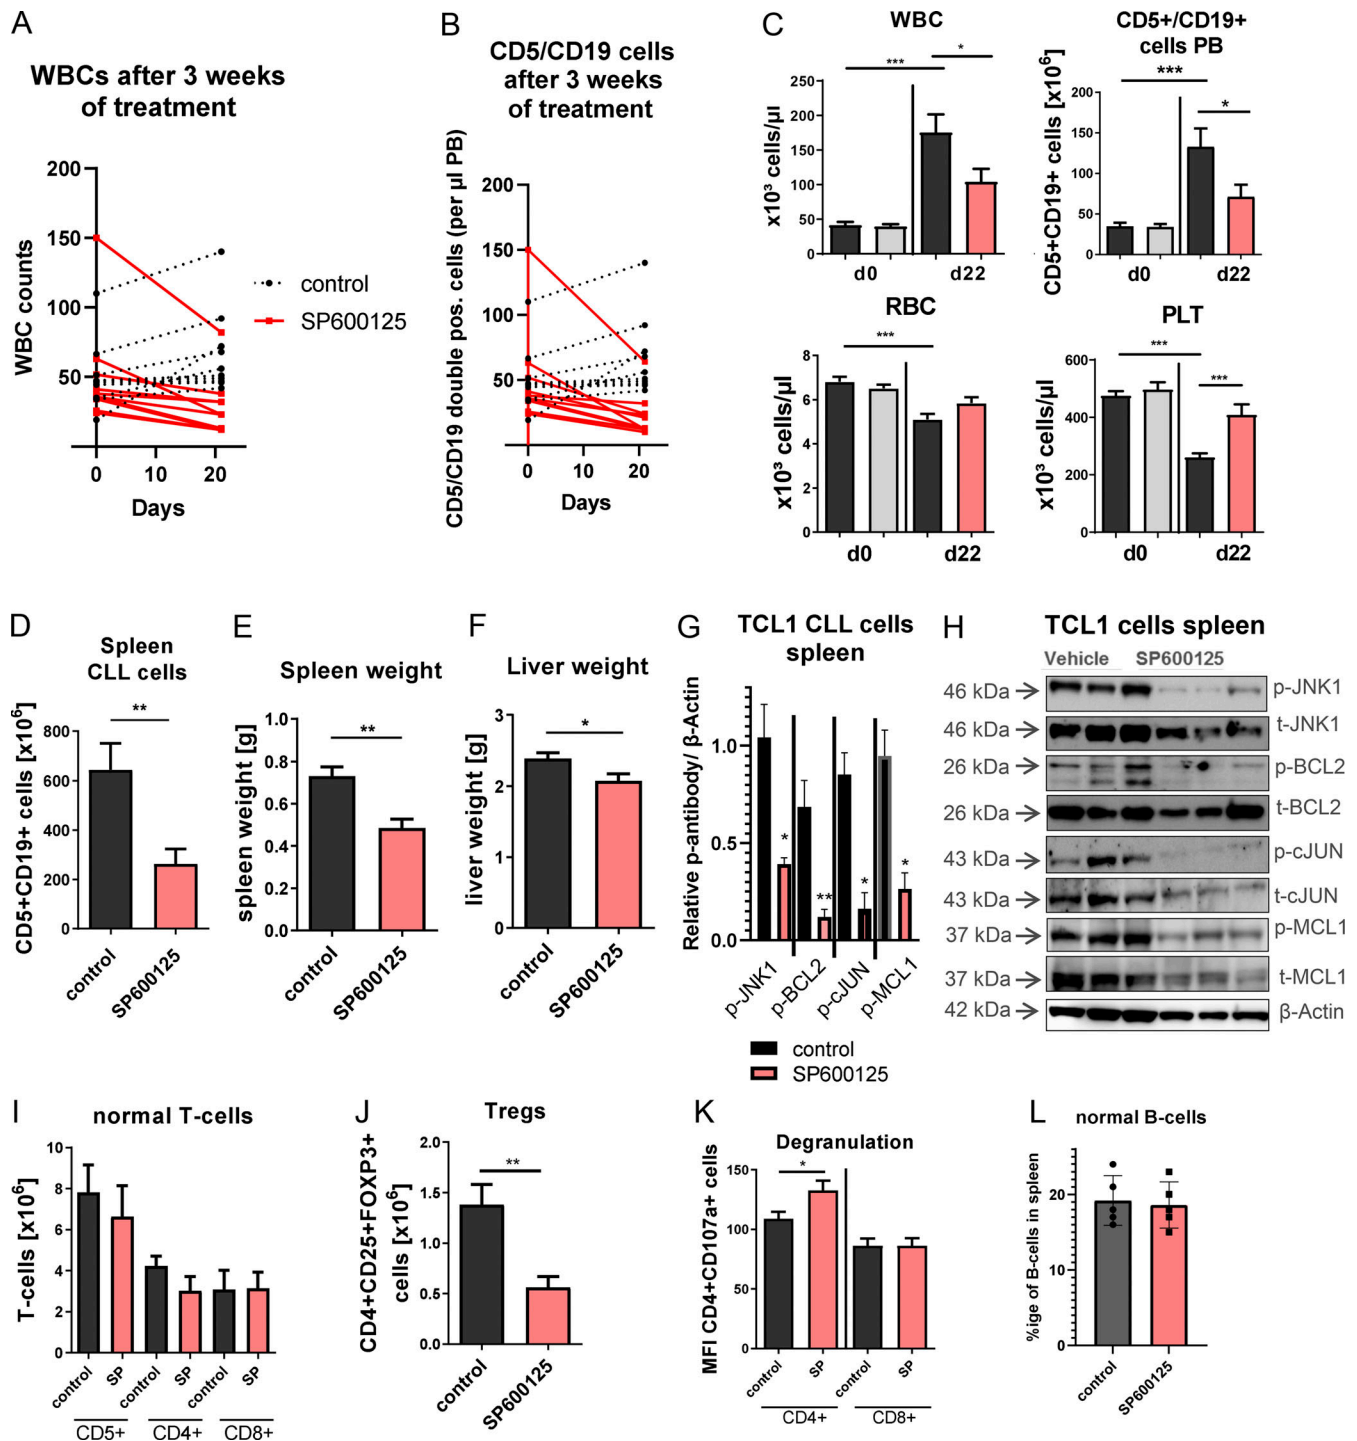 A
WBCs after 3 weeks
of treatment
WBC counts
200
150
100
50
0
10
20
Days
control
SP600125
B
CD5/CD19 cells
after 3 weeks
of treatment
CD5/CD19 double pos. cells (per µl PB)
200
150
100
50
0
10
20
Days
C
WBC
x10³ cells/µl
250
200
150
100
50
0
***
*
d0
d22
CD5+/CD19+
cells PB
CD5+CD19+ cells [x10⁶]
200
150
100
50
0
***
*
d0
d22
RBC
x10³ cells/µl
8
6
4
2
0
***
d0
d22
PLT
x10³ cells/µl
600
400
200
0
***
***
d0
d22
D
Spleen
CLL cells
CD5+CD19+ cells [x10⁶]
800
600
400
200
0
**
control
SP600125
E
Spleen weight
spleen weight [g]
1.0
0.8
0.6
0.4
0.2
0.0
**
control
SP600125
F
Liver weight
liver weight [g]
3
2
1
0
*
control
SP600125
G
TCL1 CLL cells
spleen
Relative p-antibody/ β-Actin
1.0
0.5
0.0
*
**
*
*
p-JNK1
p-BCL2
p-cJUN
p-MCL1
control
SP600125
H
TCL1 cells spleen
Vehicle SP600125
46 kDa p-JNK1
46 kDa t-JNK1
26 kDa p-BCL2
26 kDa t-BCL2
43 kDa p-cJUN
43 kDa t-cJUN
37 kDa p-MCL1
37 kDa t-MCL1
42 kDa β-Actin
I
normal T-cells
T-cells [x10⁶]
10
8
6
4
2
0
control
SP
control
SP
control
SP
CD5+
CD4+
CD8+
J
Tregs
CD4+CD25+FOXP3+
cells [x10⁶]
2.0
1.5
1.0
0.5
0.0
**
control
SP600125
K
Degranulation
MFI CD4+CD107a+ cells
150
100
50
0
*
control
SP
control
SP
CD4+
CD8+
L
normal B-cells
%ige of B-cells in spleen
20
10
0
control
SP600125